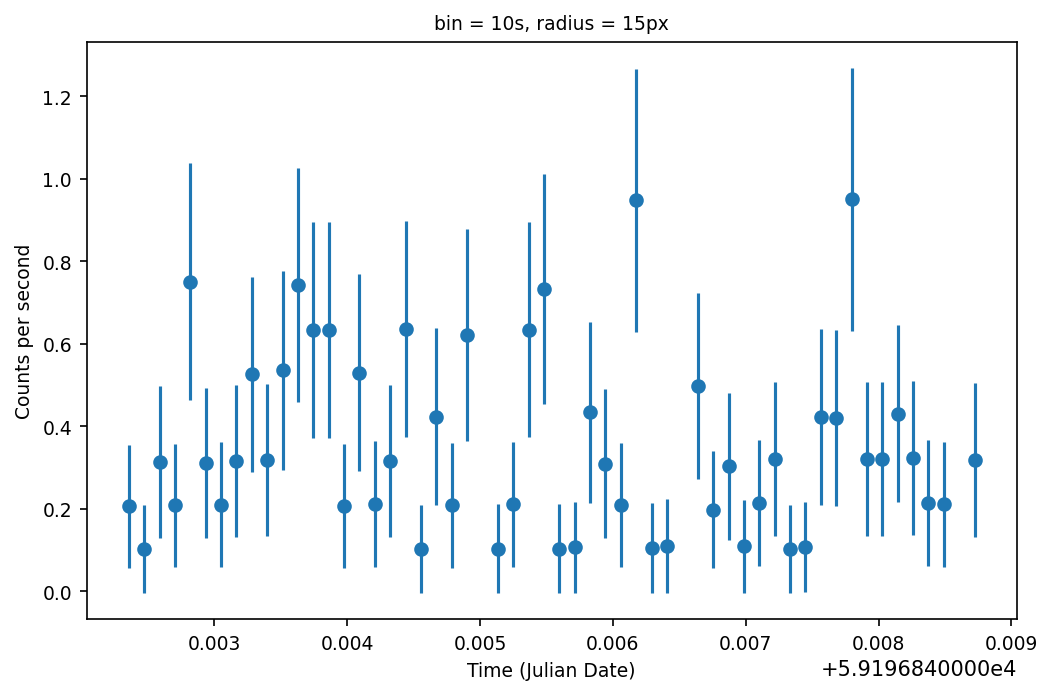 bin = 10s, radius = 15px
Counts per second
1.2
1.0
0.8
0.6
0.4
0.2
0.0
0.003 0.004 0.005 0.006 0.007 0.008 0.009
Time (Julian Date)
+5.9196840000e4